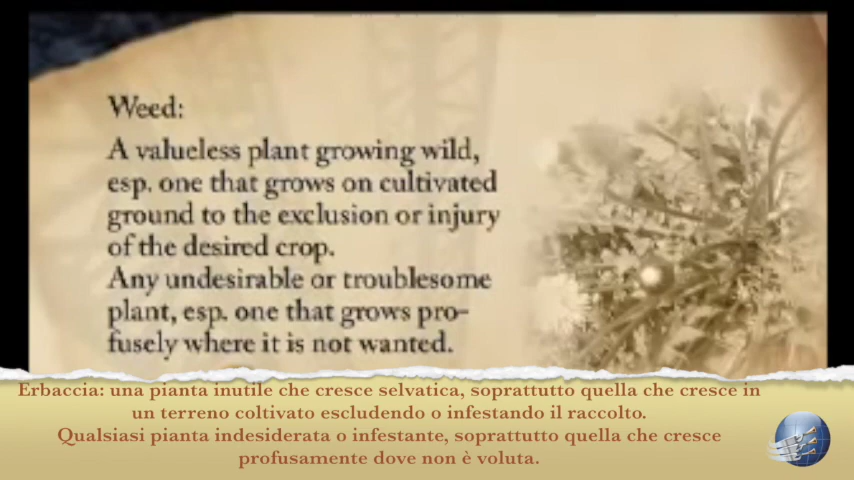 Weed:
A valueless plant growing wild,
esp. one that grows on cultivated
ground to the exclusion or injury
of the desired crop.
Any undesirable or troublesome
plant, esp. one that grows pro-
fusely where it is not wanted.
Erbaccia: una pianta inutile che cresce selvatica, soprattutto quella che cresce in
un terreno coltivato escludendo o infestando il raccolto.
Qualsiasi pianta indesiderata o infestante, soprattutto quella che cresce
profusamente dove non è voluta.